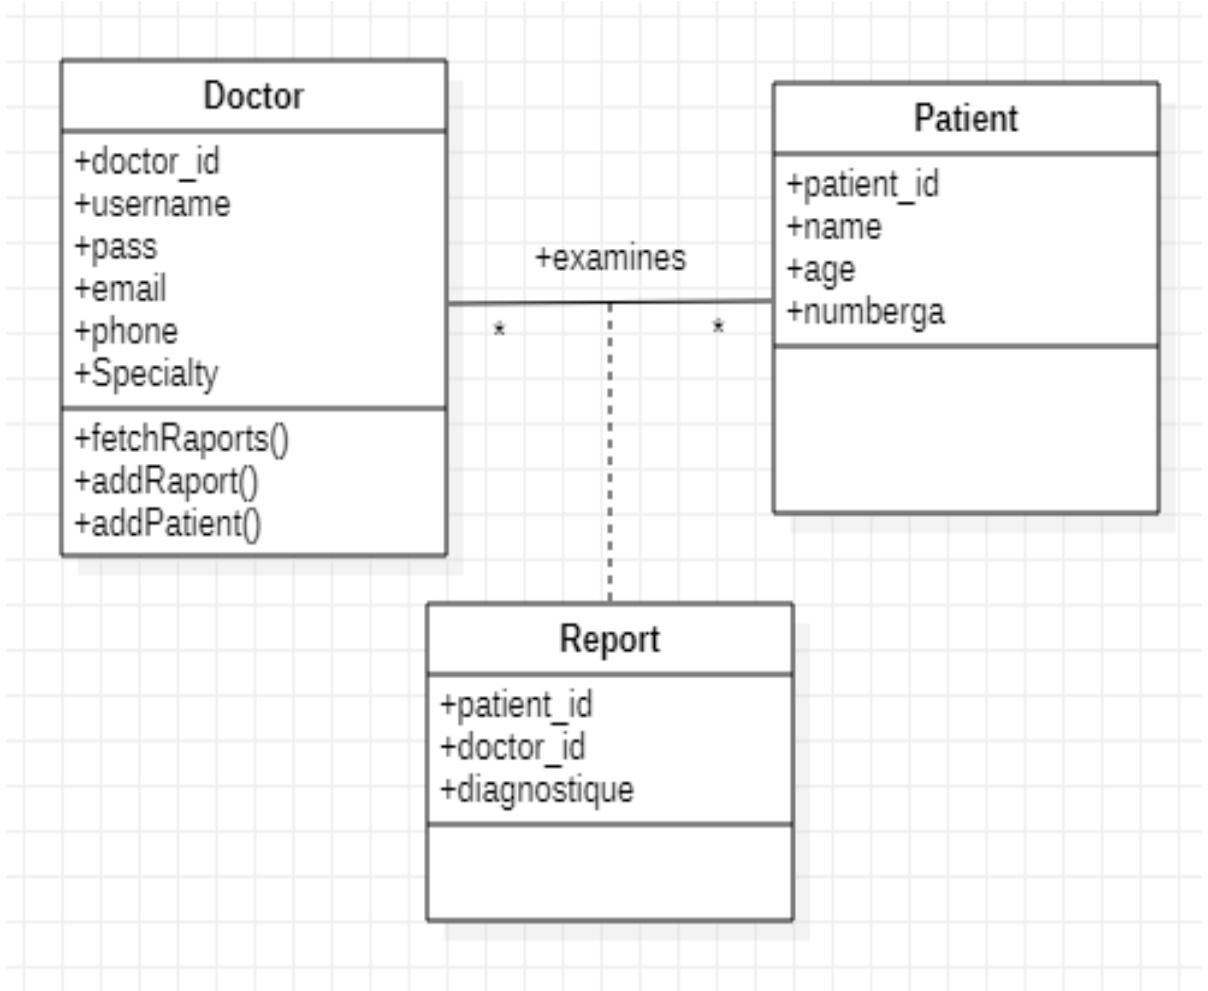 Doctor
+doctor_id
+username
+pass
+email
+phone
+Specialty
+fetchRaports()
+addRaport()
+addPatient()
+examines
*
*
Patient
+patient_id
+name
+age
+numberga
Report
+patient_id
+doctor_id
+diagnostique